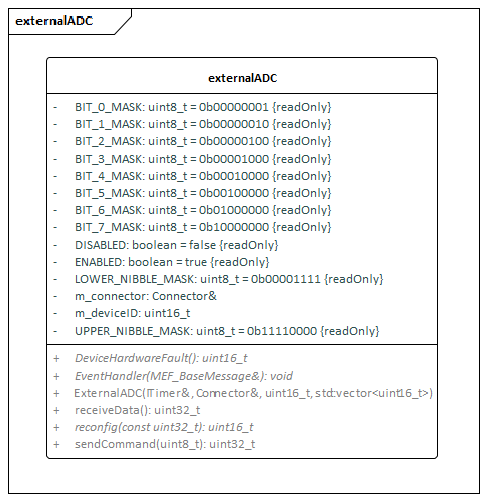 externalADC
externalADC
- BIT_0_MASK: uint8_t = 0b00000001 {readOnly}
- BIT_1_MASK: uint8_t = 0b00000010 {readOnly}
- BIT_2_MASK: uint8_t = 0b00000100 {readOnly}
- BIT_3_MASK: uint8_t = 0b00001000 {readOnly}
- BIT_4_MASK: uint8_t = 0b00010000 {readOnly}
- BIT_5_MASK: uint8_t = 0b00100000 {readOnly}
- BIT_6_MASK: uint8_t = 0b01000000 {readOnly}
- BIT_7_MASK: uint8_t = 0b10000000 {readOnly}
- DISABLED: boolean = false {readOnly}
- ENABLED: boolean = true {readOnly}
- LOWER_NIBBLE_MASK: uint8_t = 0b00001111 {readOnly}
- m_connector: Connector&
- m_deviceID: uint16_t
- UPPER_NIBBLE_MASK: uint8_t = 0b11110000 {readOnly}
+ DeviceHardwareFault(): uint16_t
+ EventHandler(MEF_BaseMessage&): void
+ ExternalADC(ITimer&, Connector&, uint16_t, std::vector<uint16_t>)
+ receiveData(): uint32_t
+ reconfig(const uint32_t): uint16_t
+ sendCommand(uint8_t): uint32_t